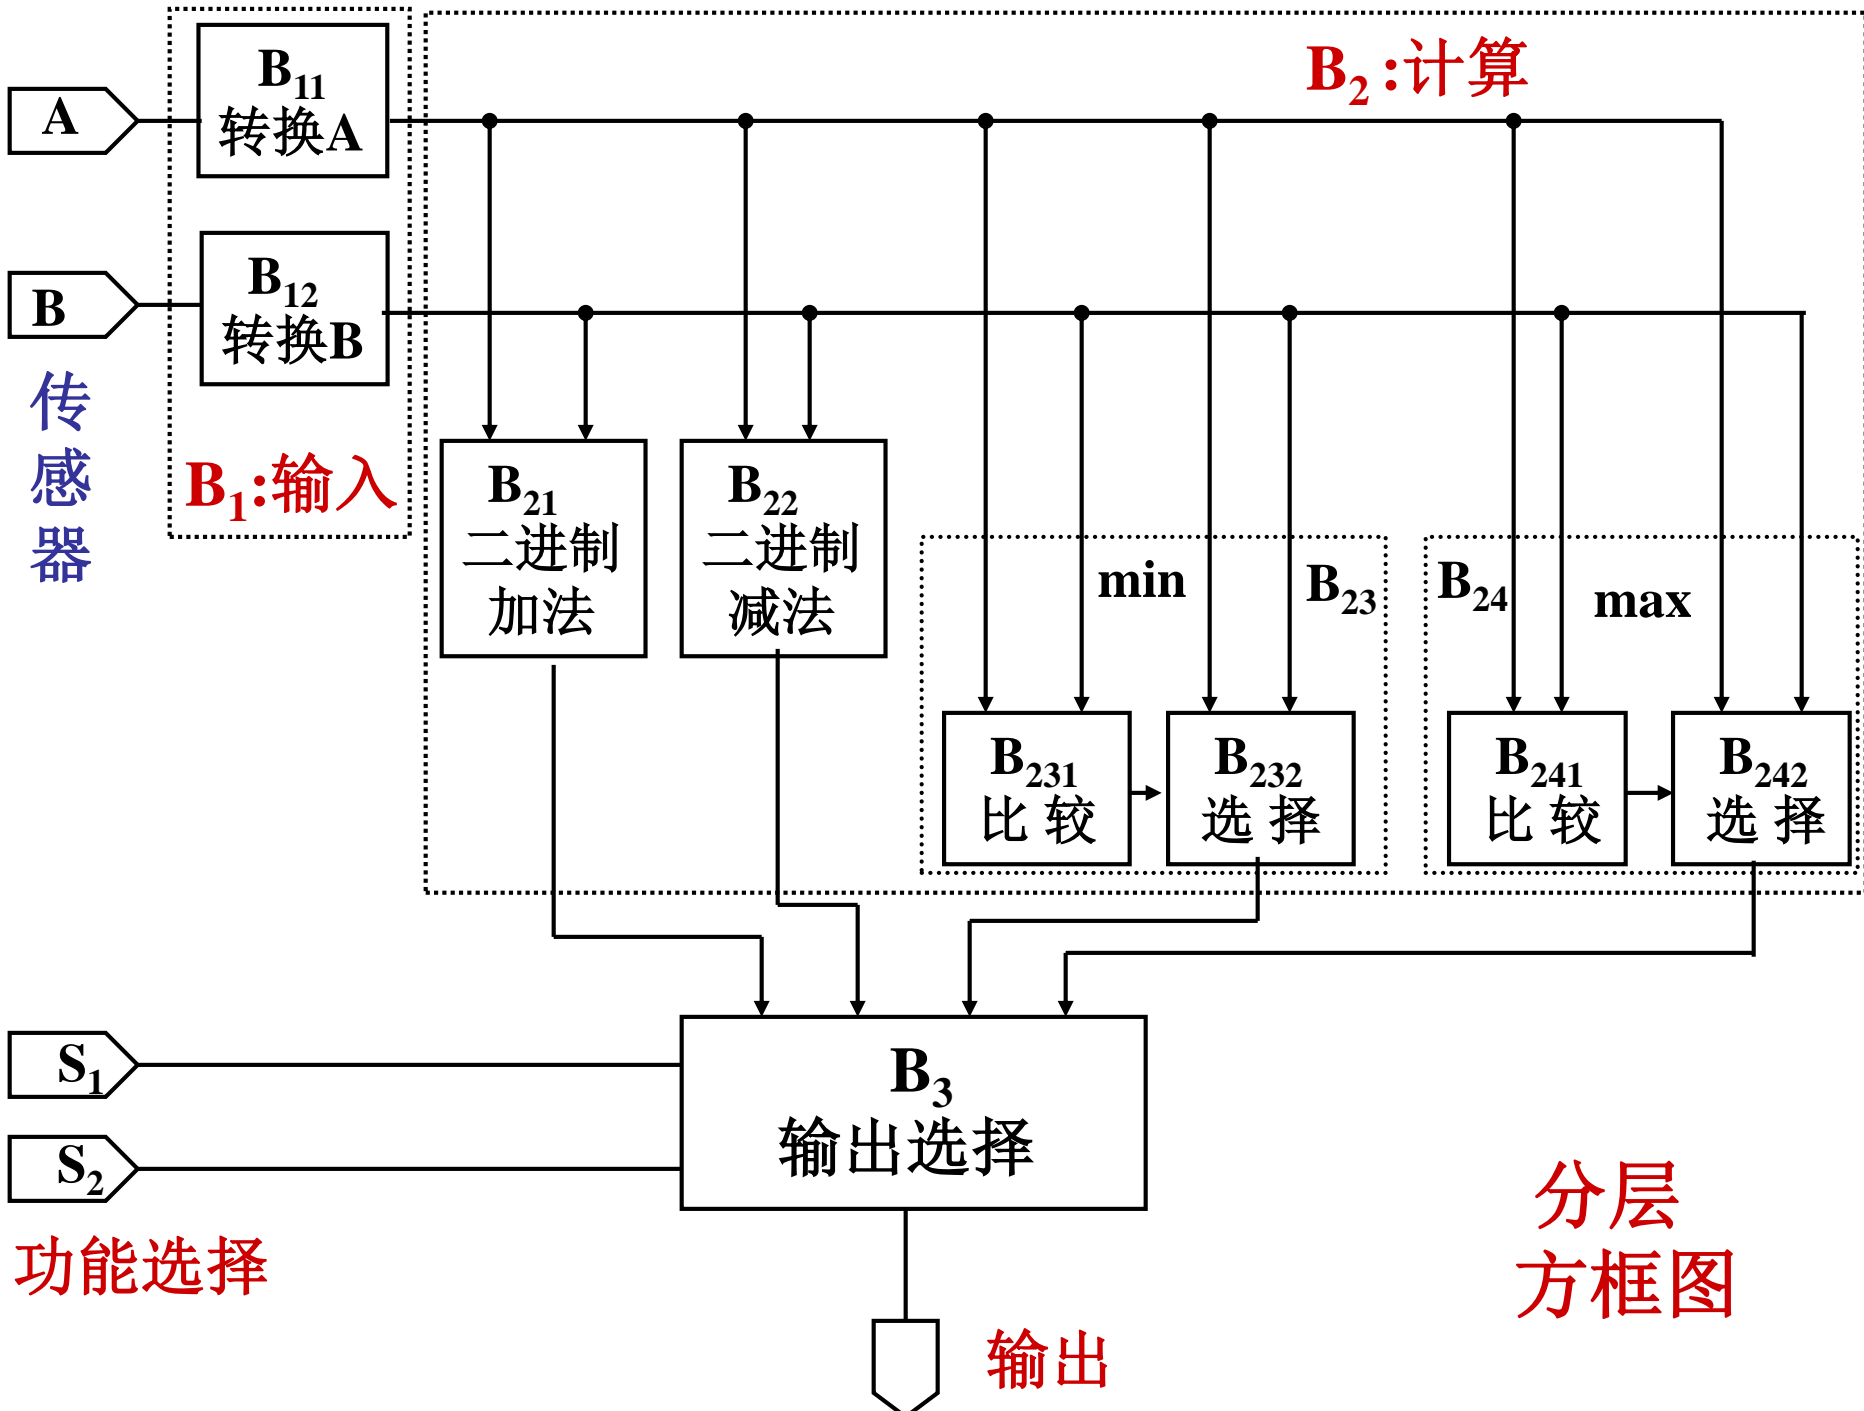 B₂ :计算
A
B₁₁
转换A
B
B₁₂
转换B
传
感
器
B₁:输入
B₂₁
二进制
加法
B₂₂
二进制
减法
min
B₂₃
B₂₄
max
B₂₃₁
比 较
B₂₃₂
选 择
B₂₄₁
比 较
B₂₄₂
选 择
S₁
S₂
功能选择
B₃
输出选择
分层
方框图
输出